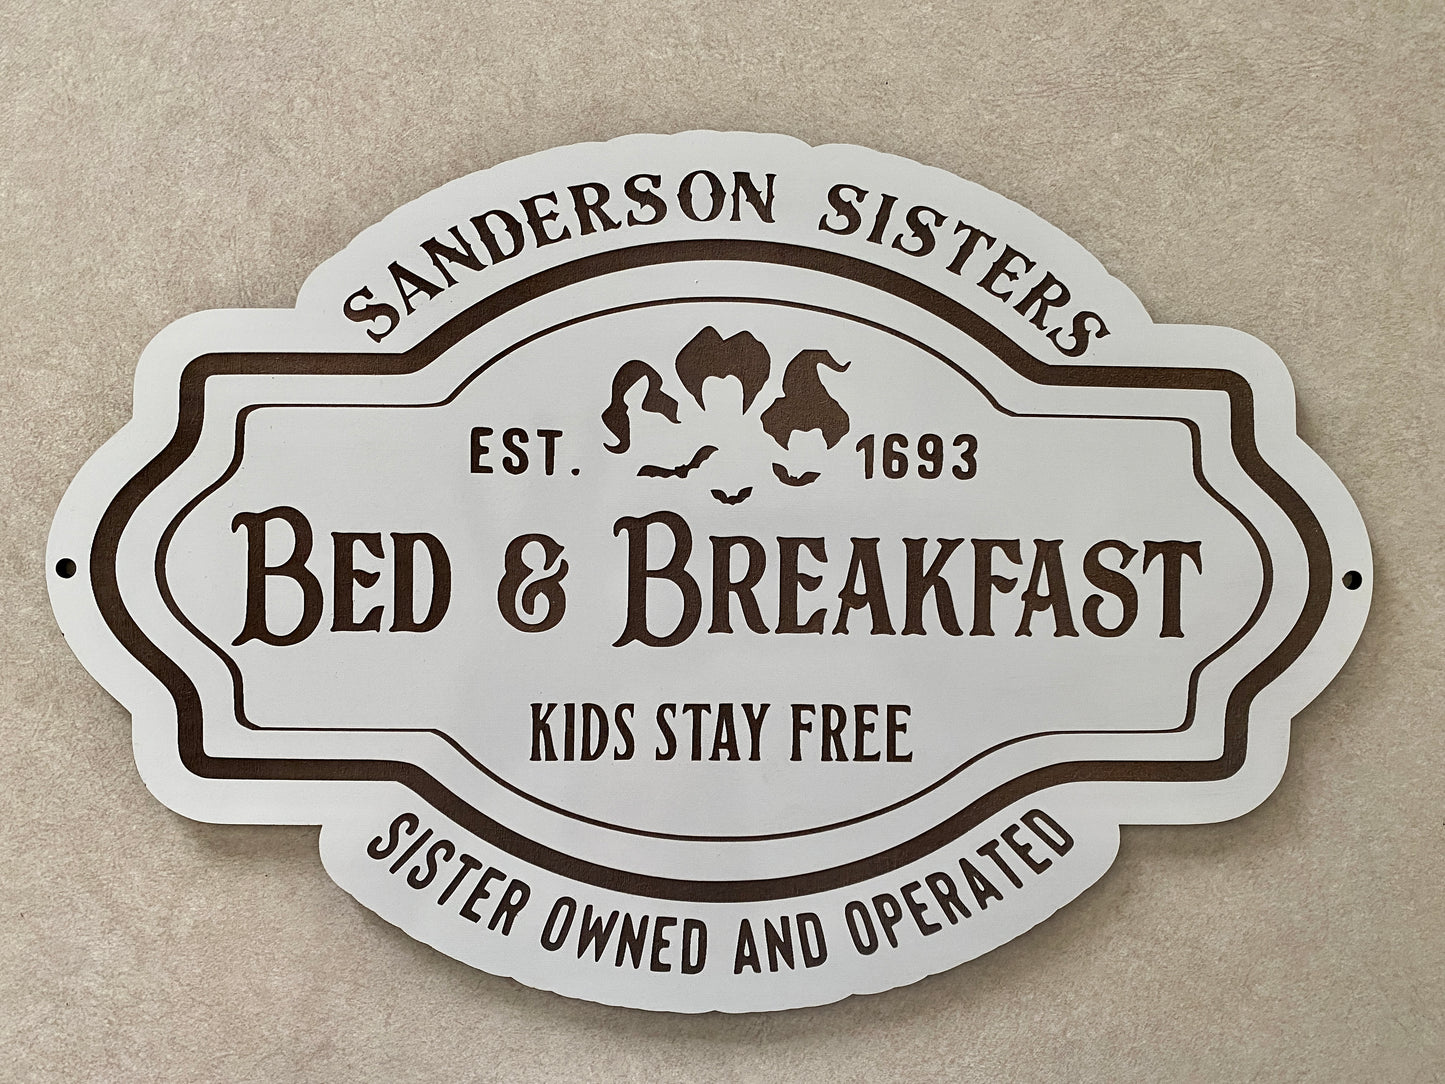 SANDERSON SISTERS
EST. 1693
BED & BREAKFAST
KIDS STAY FREE
SISTER OWNED AND OPERATED